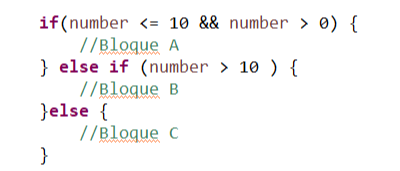 if(number <= 10 && number > 0) {
    //Bloque A
} else if (number > 10 ) {
    //Bloque B
}else {
    //Bloque C
}